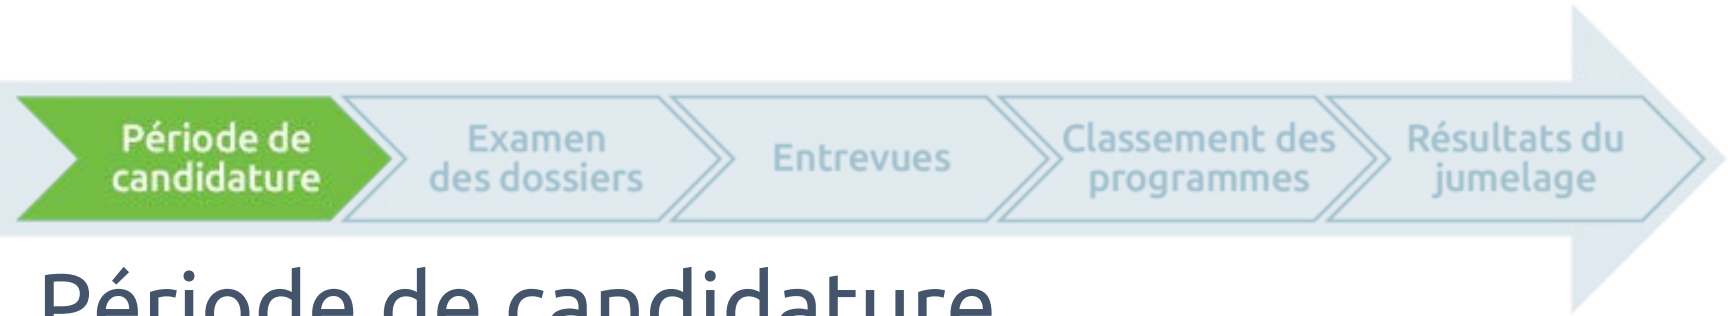 Période de
candidature
Examen
des dossiers
Entrevues
Classement des
programmes
Résultats du
jumelage
Période de candidature